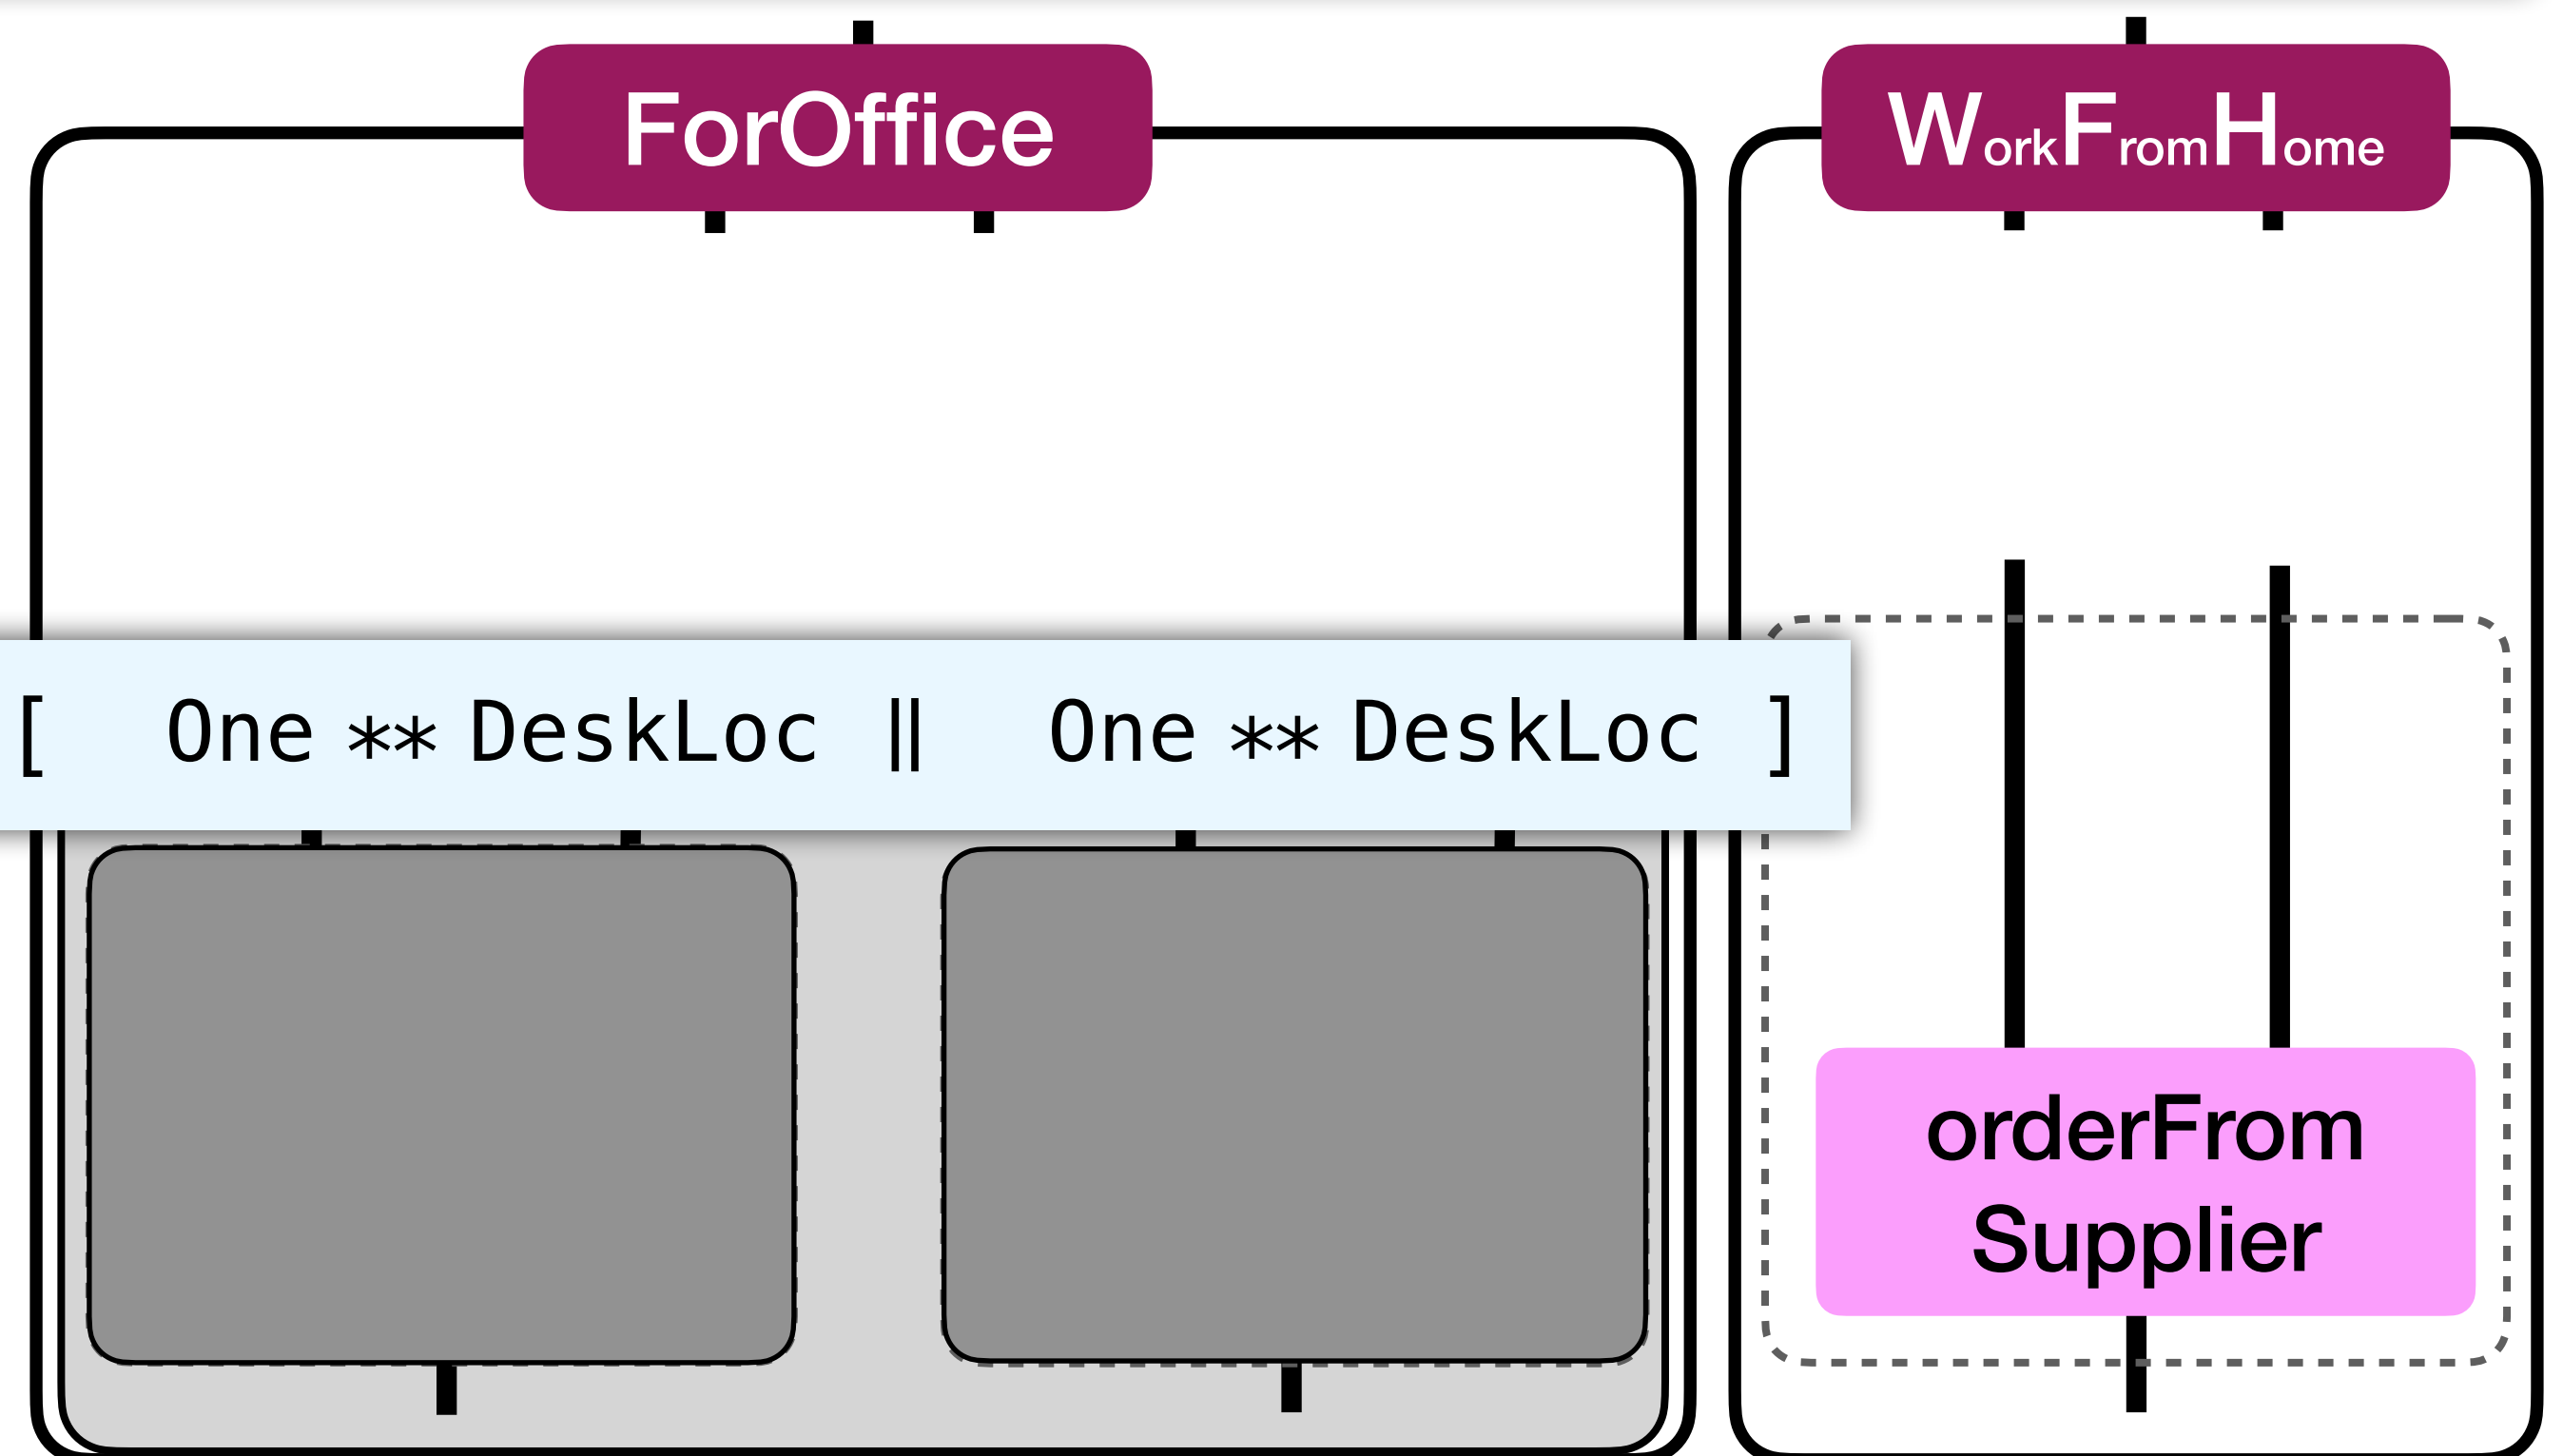 ForOffice
WorkFromHome
[ One ** DeskLoc || One ** DeskLoc ]
orderFrom
Supplier